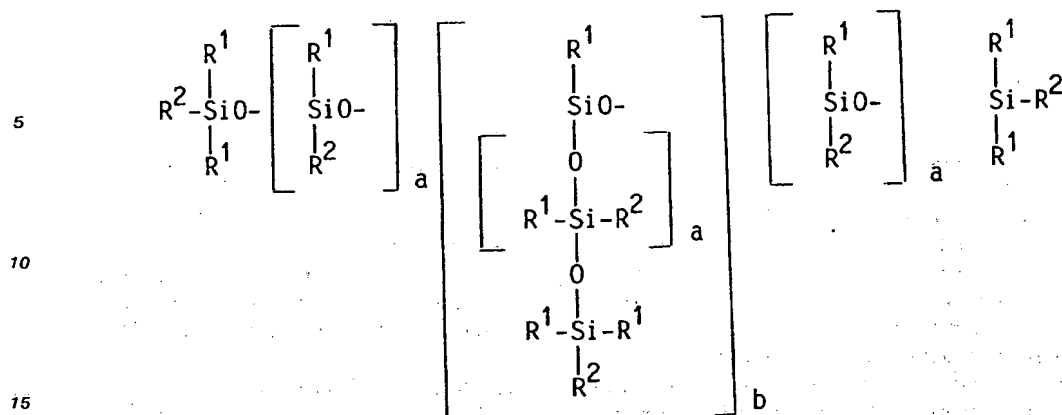 R¹ R¹ R¹ R¹ R¹
5 R²-SiO- SiO- SiO- SiO- Si-R²
R¹ R² a O R² a R¹
R¹-Si-R² a
10 O
R¹-Si-R¹
R²
15 b